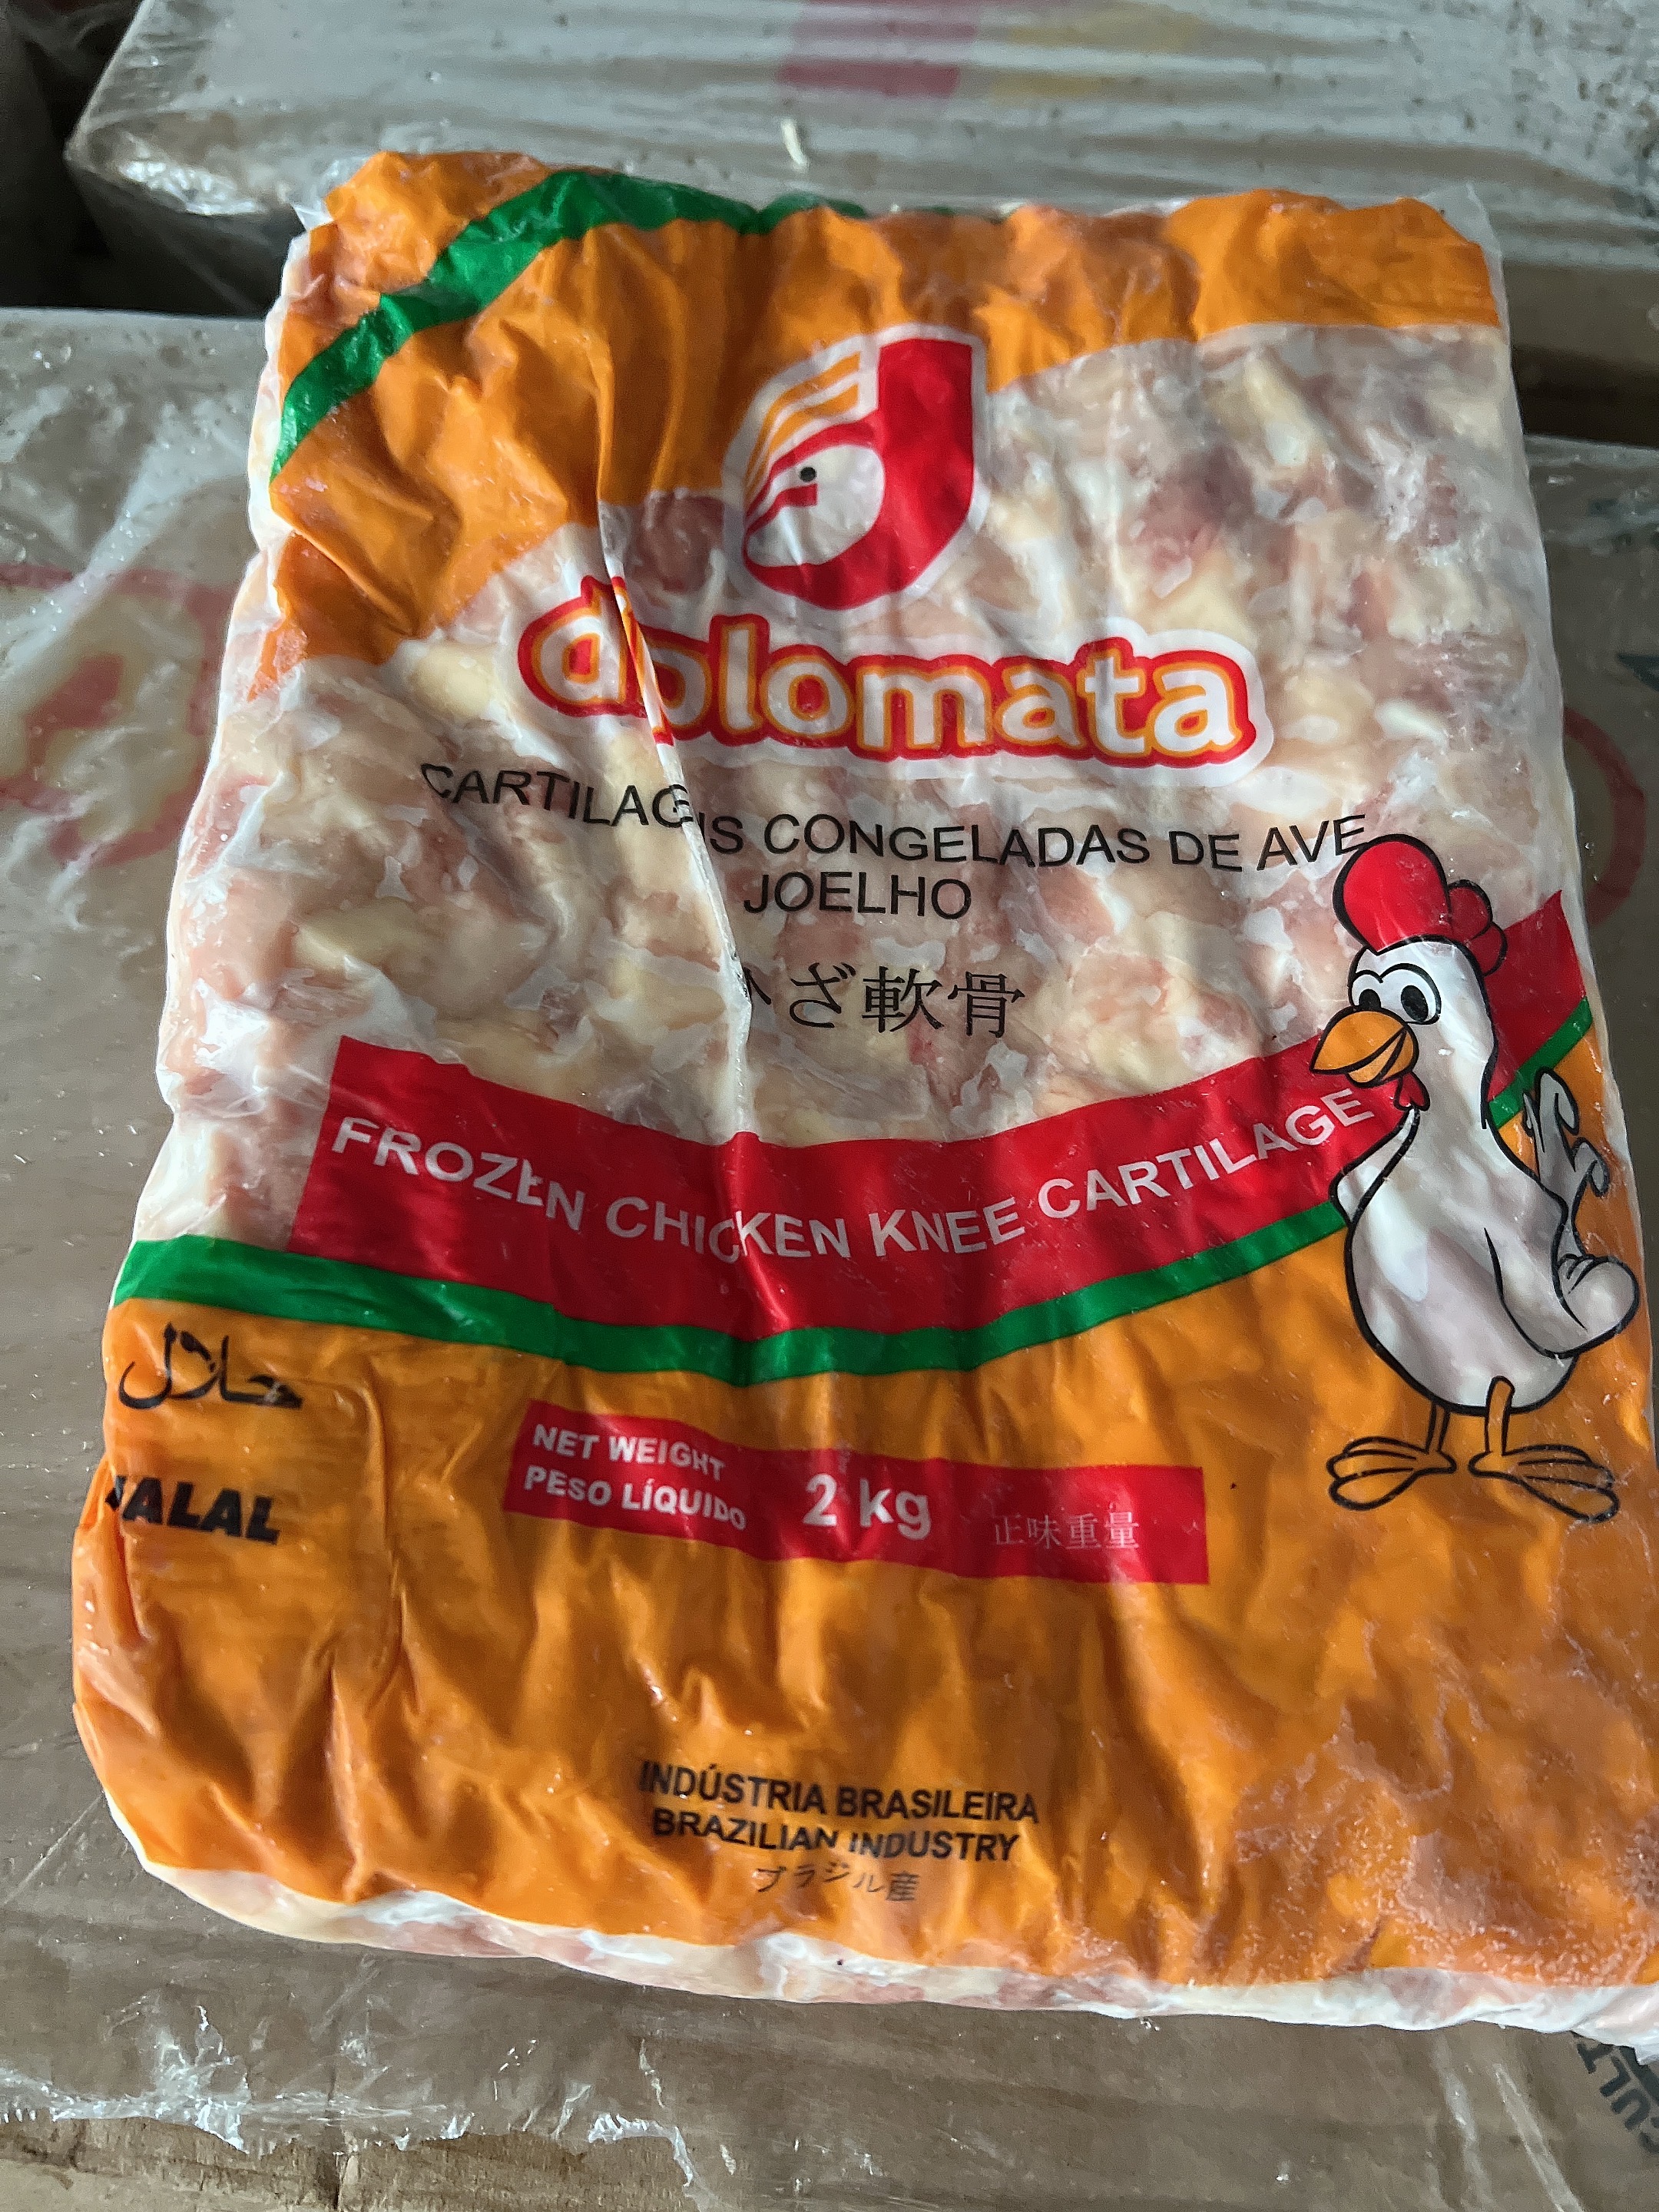 dolomata
CARTILAGENS CONGELADAS DE AVE
JOELHO
ひざ軟骨
FROZEN CHICKEN KNEE CARTILAGE
حلال
HALAL
NET WEIGHT
PESO LÍQUIDO
2 kg
正味重量
INDÚSTRIA BRASILEIRA
BRAZILIAN INDUSTRY
ブラジル産